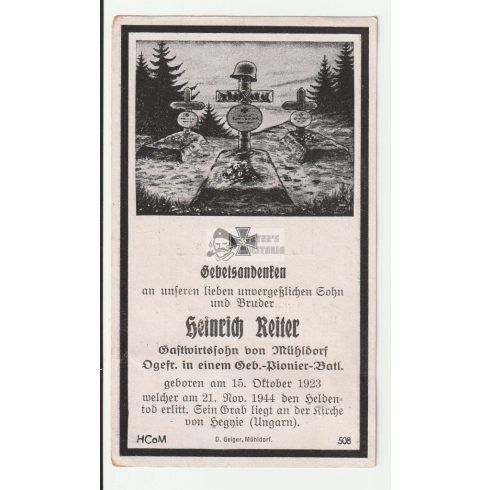 Gebetsandenken
an unseren lieben unvergeßlichen Sohn
und Bruder
Heinrich Reiter
Gastwirtssohn von Mühldorf
Ogefr. in einem Geb.-Pionier-Batl.
geboren am 15. Oktober 1923
welcher am 21. Nov. 1944 den Helden-
tod erlitt. Sein Grab liegt an der Kirche
von Hegyie (Ungarn).
HCoM
D. Geiger, Mühldorf.
508